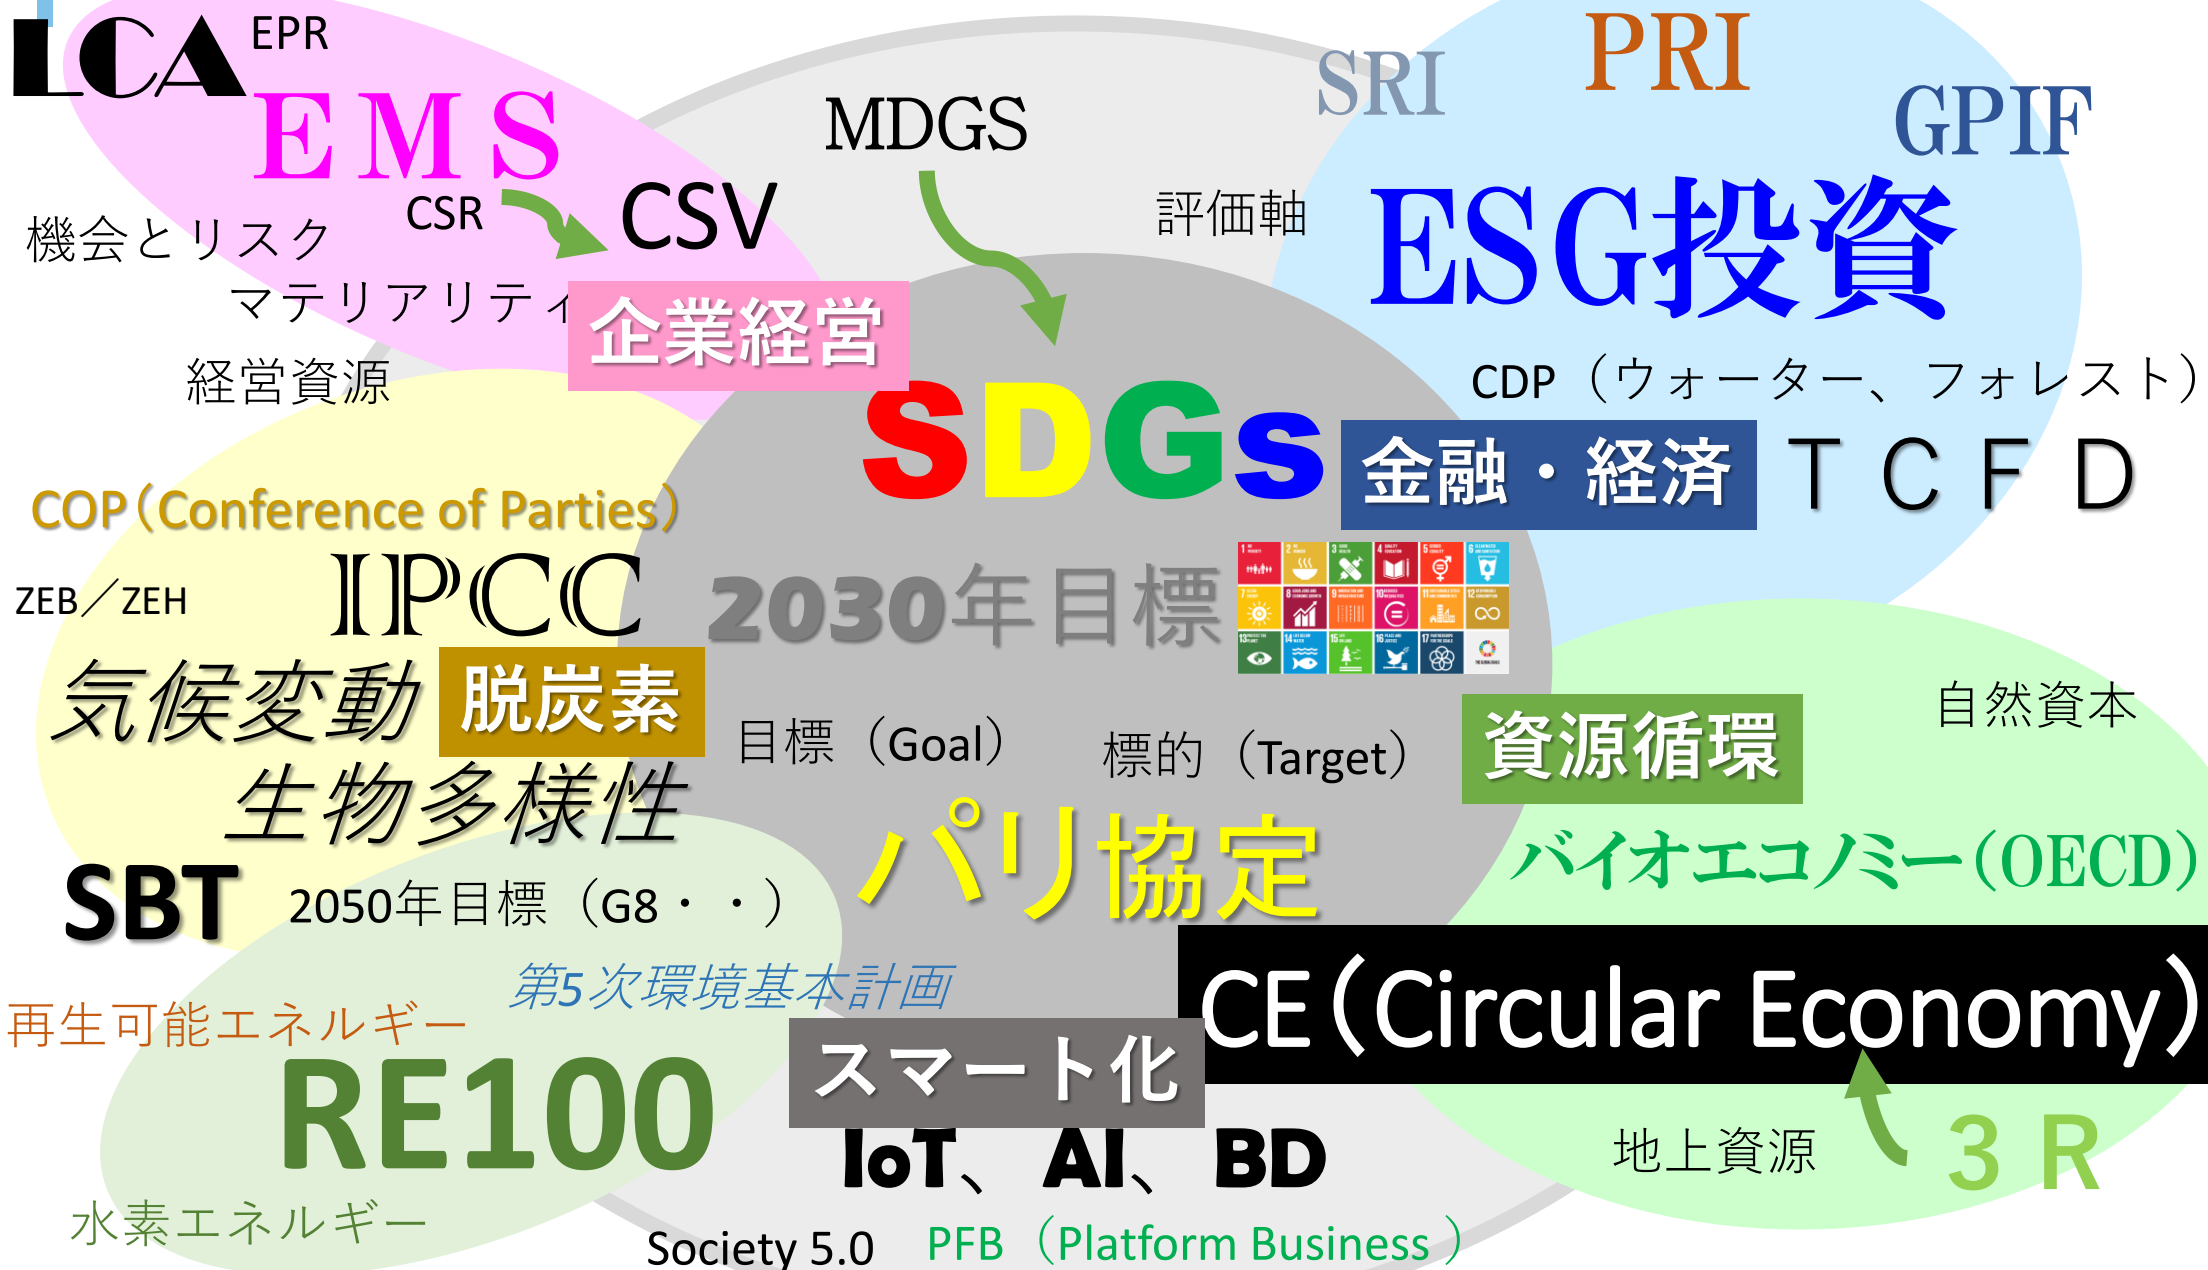 LCA
EPR
EMS
MDGS
SRI
PRI
GPIF
機会とリスク
CSR
CSV
評価軸
ESG投資
マテリアリティ
企業経営
経営資源
SDGs
CDP（ウォーター、フォレスト）
金融・経済
TCFD
COP（Conference of Parties）
ZEB／ZEH
IPCC
2030年目標
気候変動
脱炭素
目標（Goal）
標的（Target）
資源循環
自然資本
生物多様性
パリ協定
バイオエコノミー（OECD）
SBT
2050年目標（G8・・）
第5次環境基本計画
CE（Circular Economy）
再生可能エネルギー
スマート化
RE100
IoT、AI、BD
地上資源
３R
水素エネルギー
Society 5.0
PFB（Platform Business ）